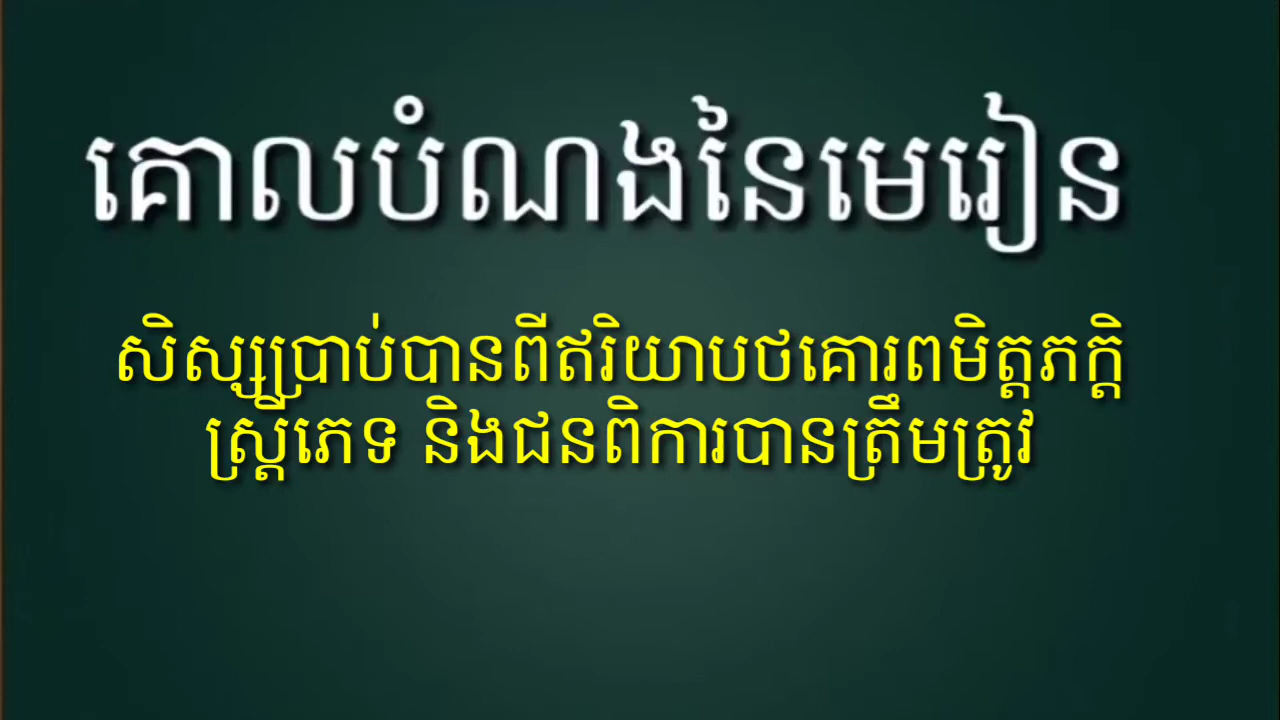 គោលបំណងនៃមេរៀន
សិស្សប្រាប់បានពីឥរិយាបថគោរពមិត្តភក្តិ
ស្ត្រីភេទ និងជនពិការបានត្រឹមត្រូវ